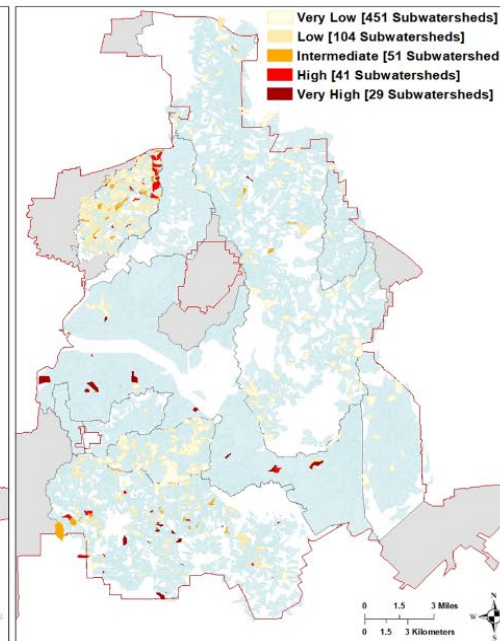 Very Low [451 Subwatersheds]
Low [104 Subwatersheds]
Intermediate [51 Subwatershed
High [41 Subwatersheds]
Very High [29 Subwatersheds]
N
W
0 1.5 3 Miles
0 1.5 3 Kilometers